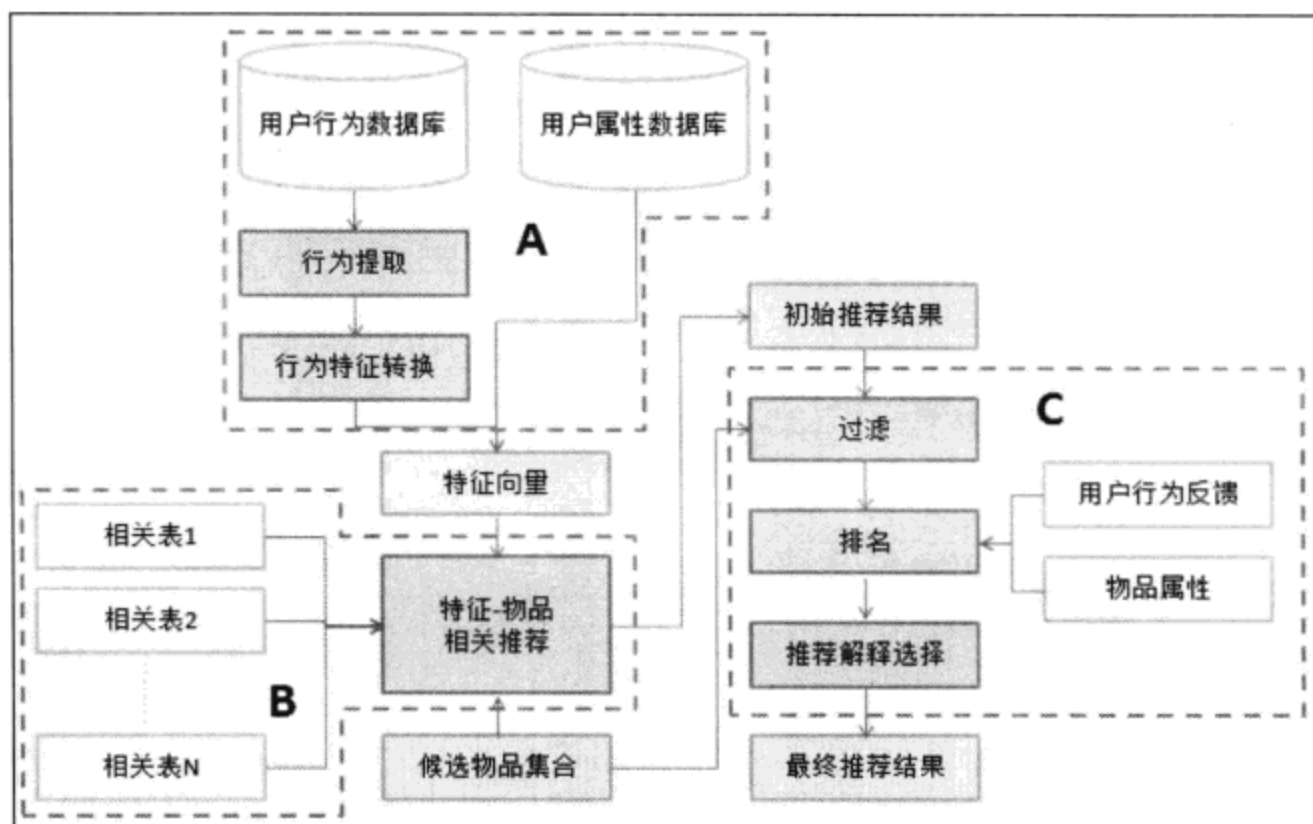 用户行为数据库
用户属性数据库
A
行为提取
行为特征转换
特征向量
相关表1
相关表2
相关表N
B
特征-物品
相关推荐
候选物品集合
初始推荐结果
C
过滤
排名
用户行为反馈
物品属性
推荐解释选择
最终推荐结果